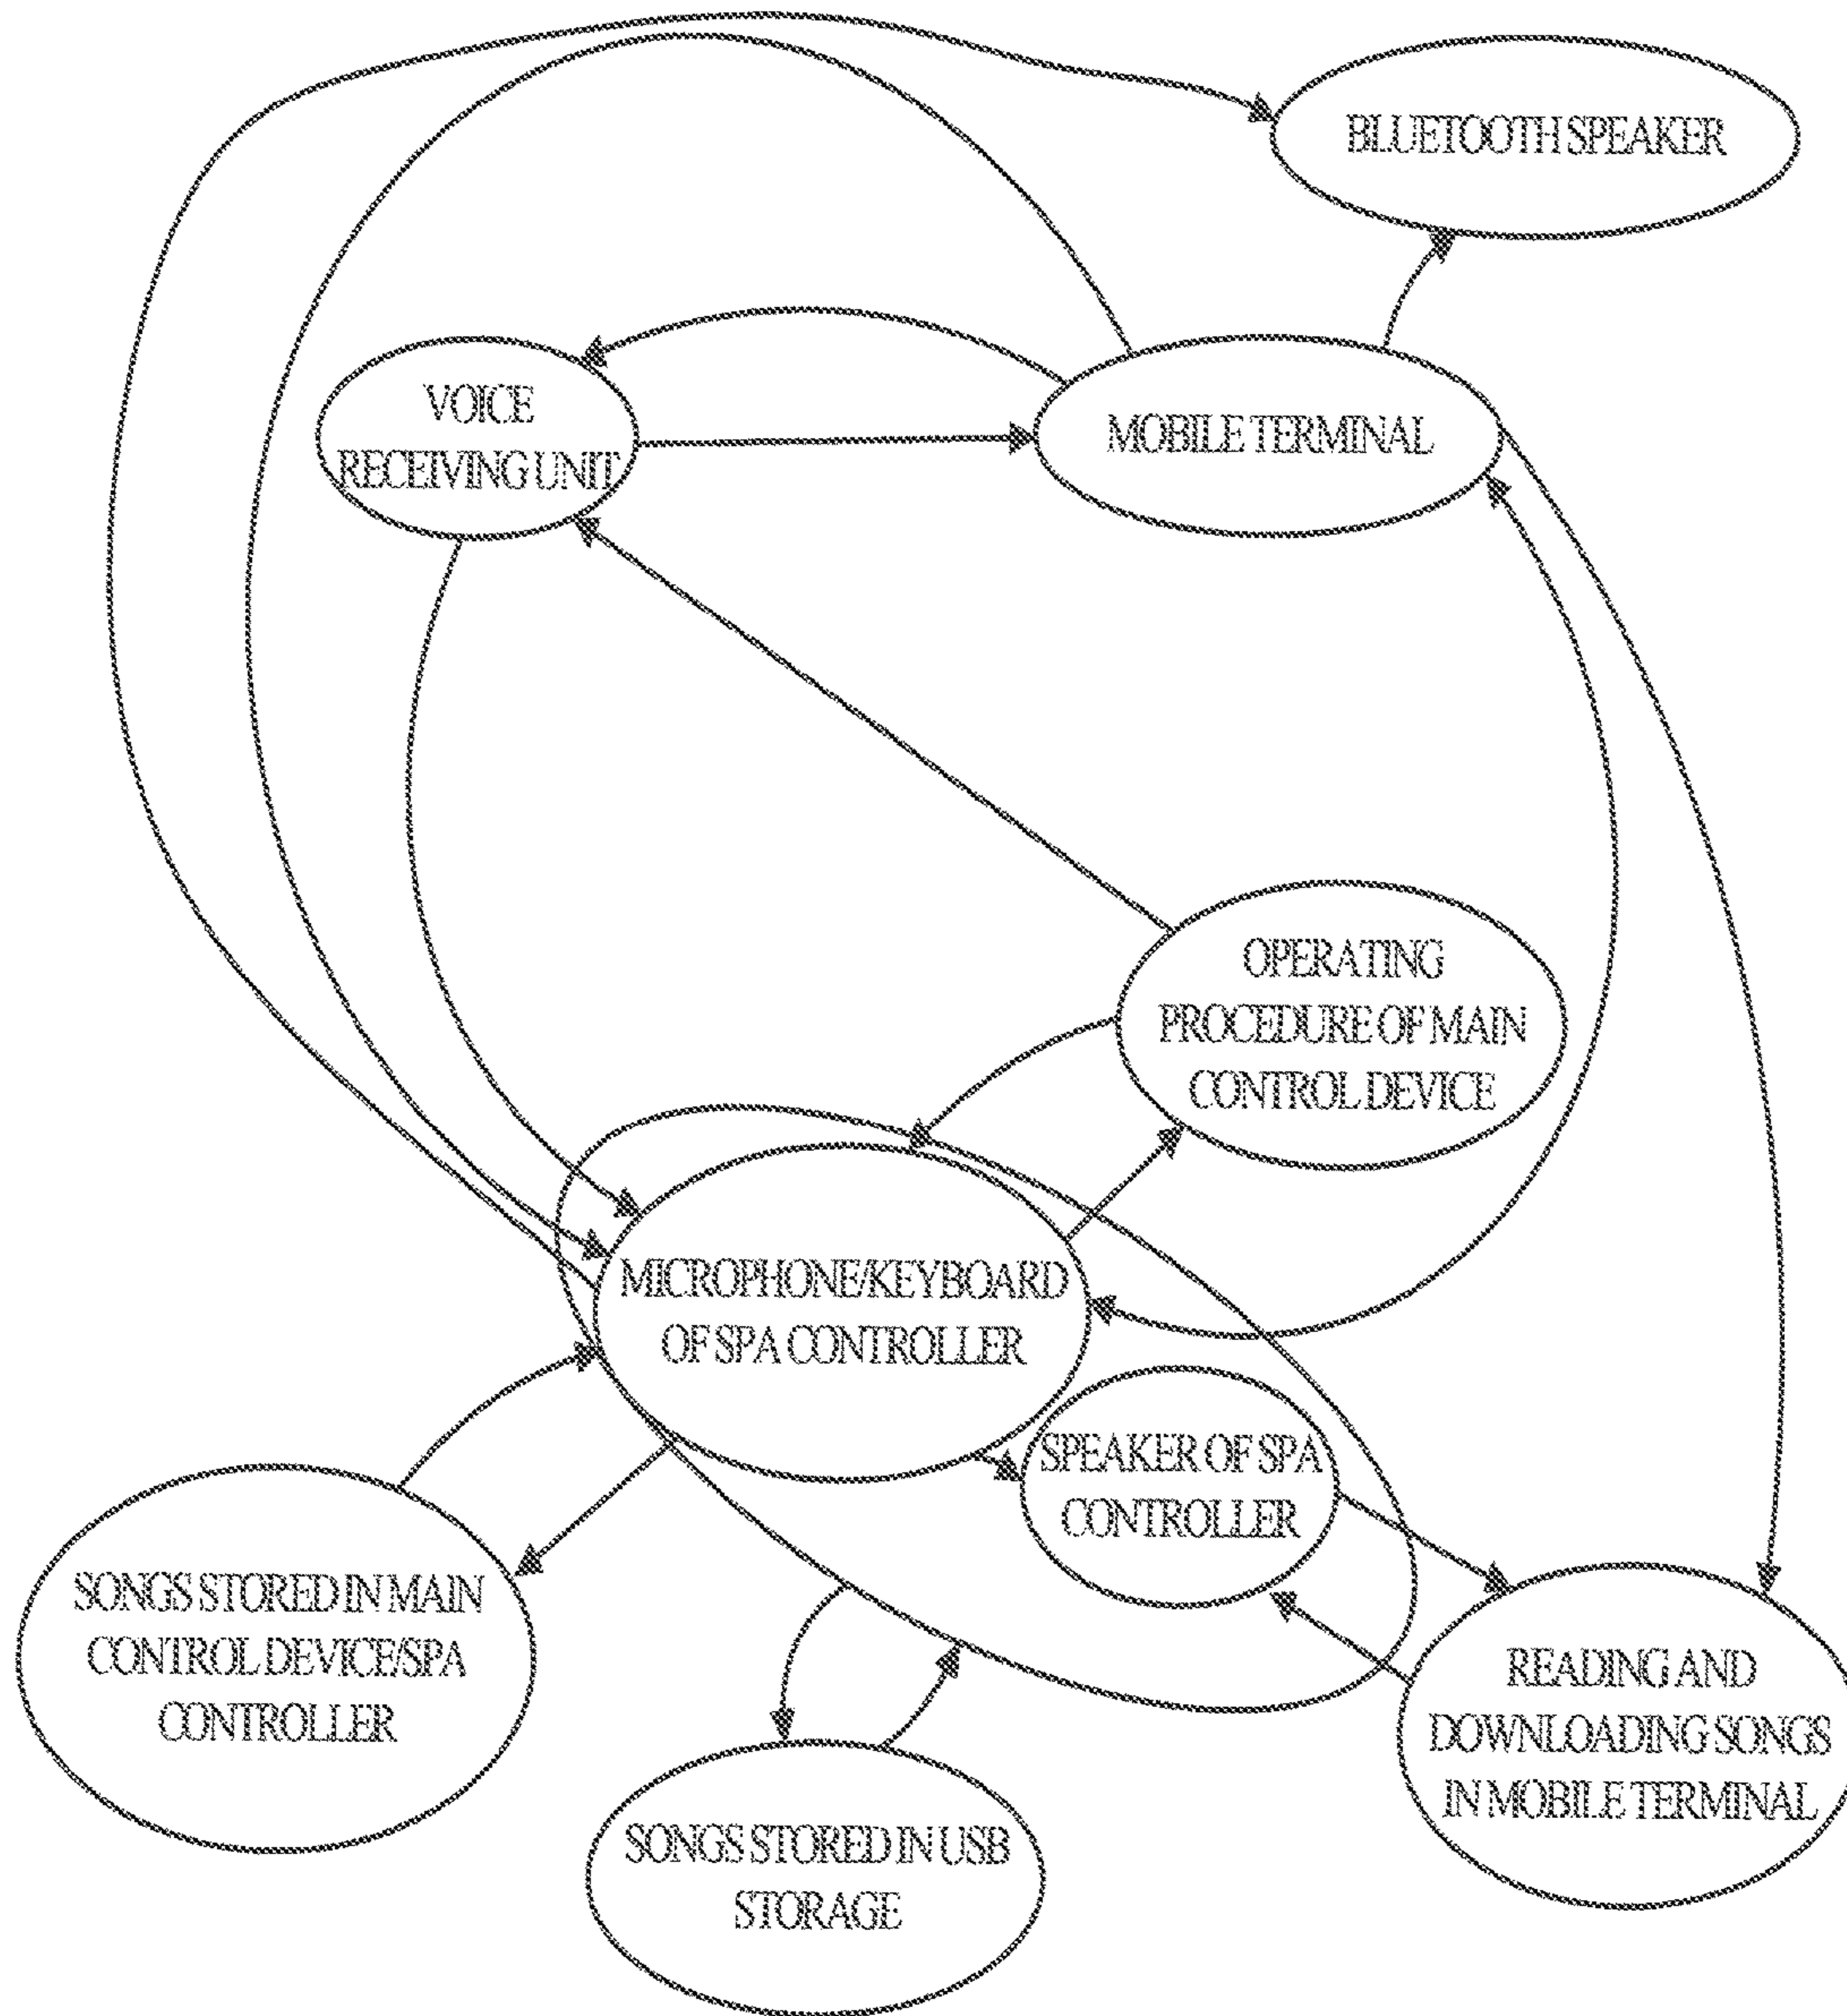 BLUETOOTH SPEAKER
VOICE
RECEIVING UNIT
MOBILE TERMINAL
OPERATING
PROCEDURE OF MAIN
CONTROL DEVICE
MICROPHONE/KEYBOARD
OF SPA CONTROLLER
SPEAKER OF SPA
CONTROLLER
SONGS STORED IN MAIN
CONTROL DEVICE/SPA
CONTROLLER
READING AND
DOWNLOADING SONGS
IN MOBILE TERMINAL
SONGS STORED IN USB
STORAGE